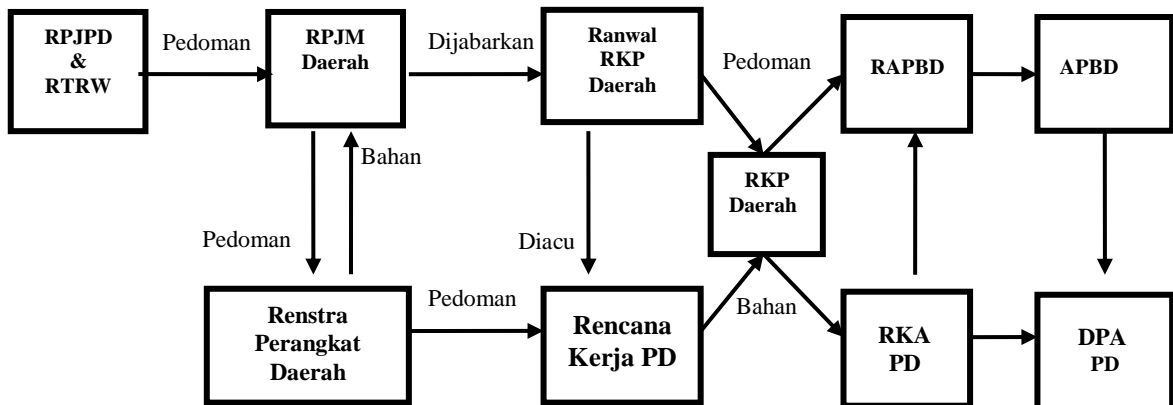 RPJPD
&
RTRW
Pedoman
RPJM
Daerah
Dijabarkan
Ranwal
RKP
Daerah
Pedoman
RAPBD
APBD
Bahan
RKP
Daerah
Pedoman
Diacu
Renstra
Perangkat
Daerah
Pedoman
Rencana
Kerja PD
Bahan
RKA
PD
DPA
PD